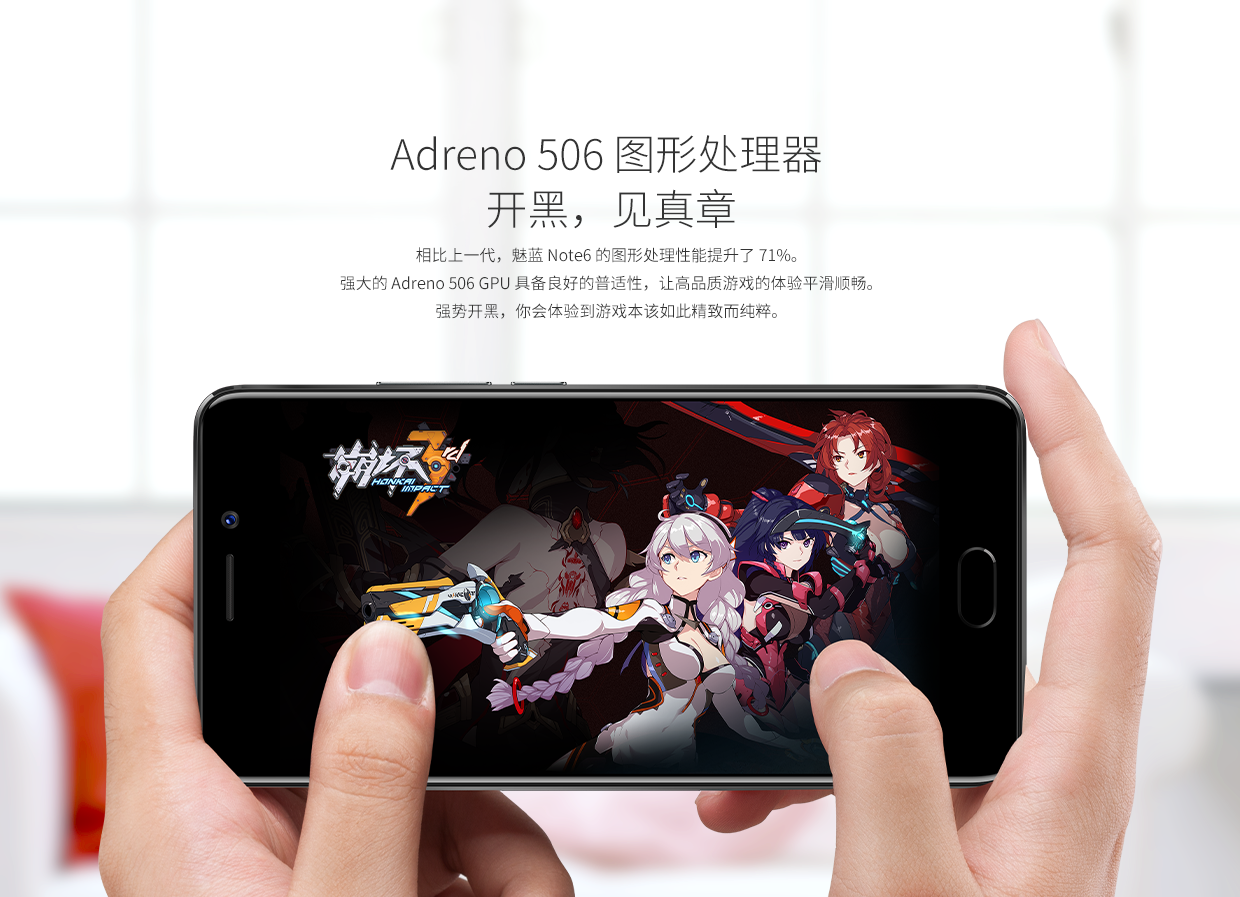 Adreno 506 图形处理器
开黑，见真章
相比上一代，魅蓝 Note6 的图形处理性能提升了 71%。
强大的 Adreno 506 GPU 具备良好的普适性，让高品质游戏的体验平滑顺畅。
强势开黑，你会体验到游戏本该如此精致而纯粹。
崩坏3rd
HONKAI
IMPACT